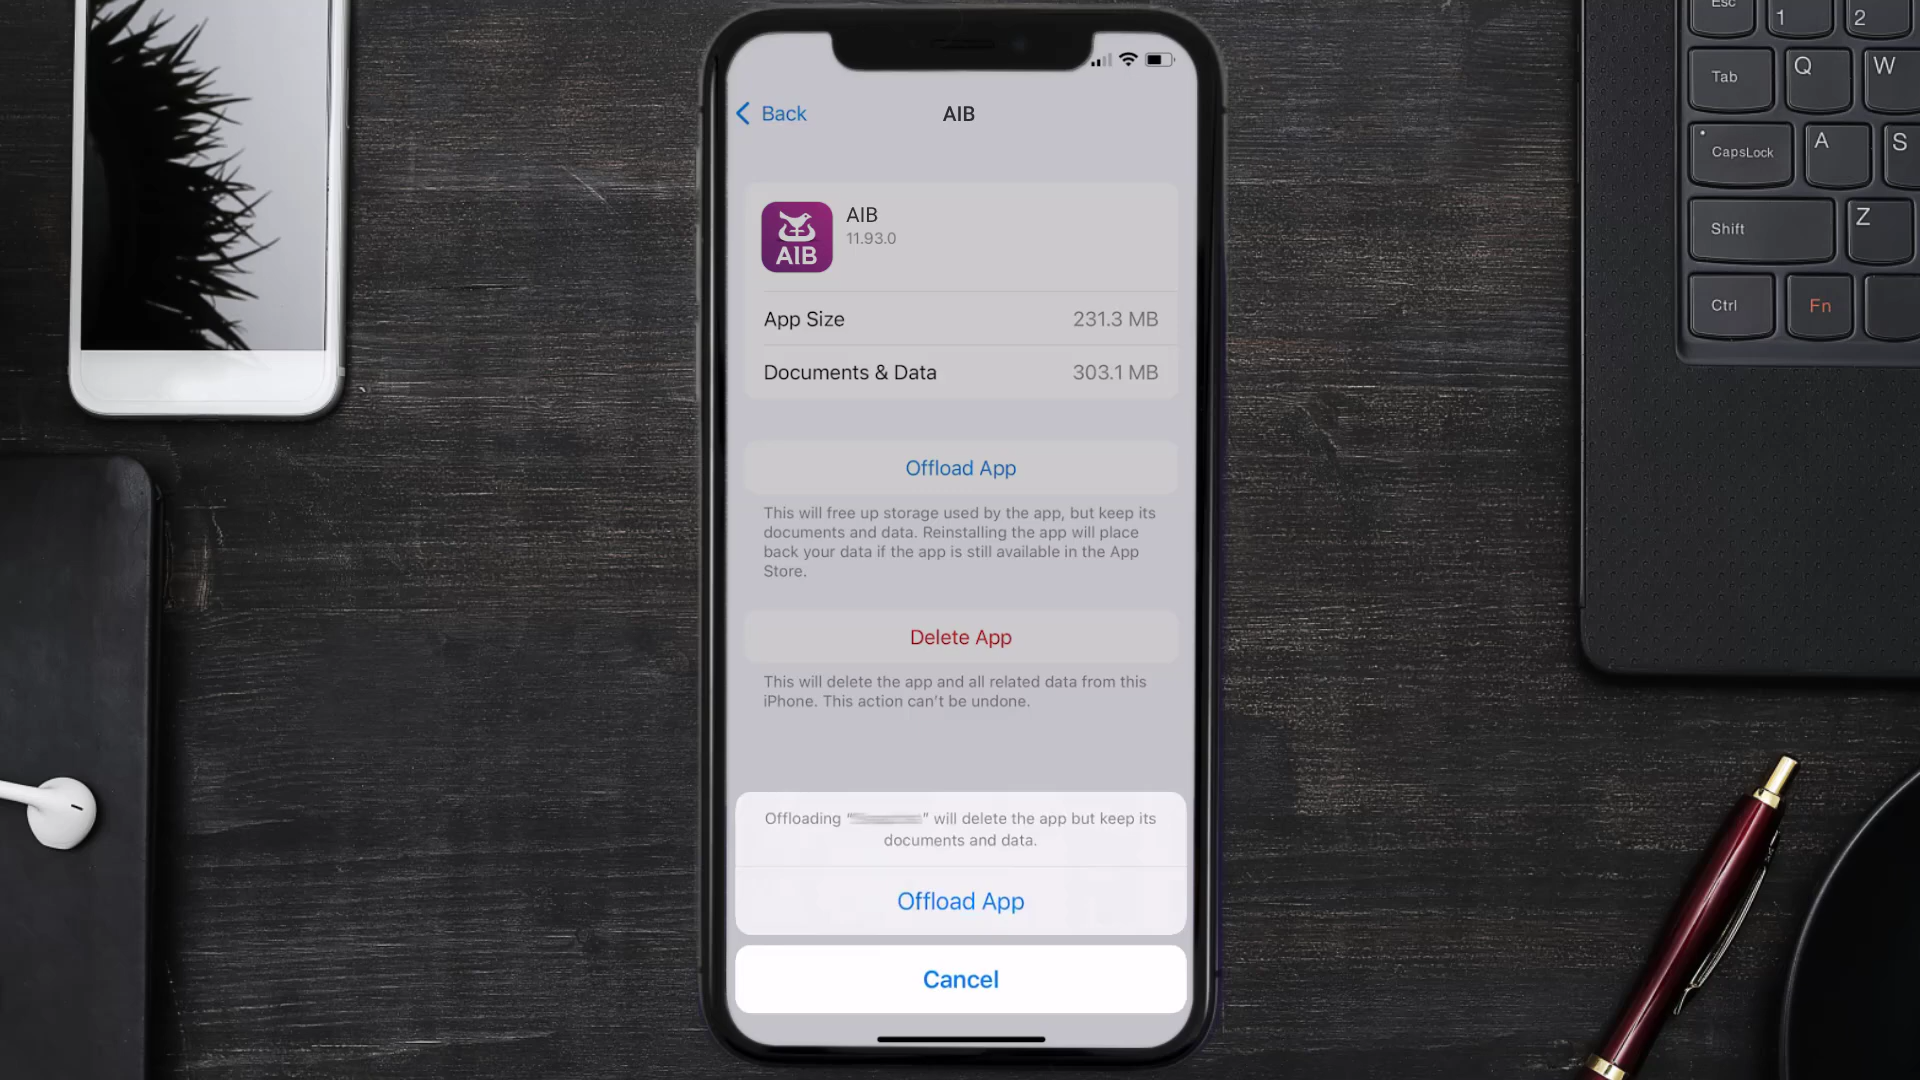 Back
AIB
AIB
AIB
11.93.0
App Size 231.3 MB
Documents & Data 303.1 MB
Offload App
This will free up storage used by the app, but keep its
documents and data. Reinstalling the app will place
back your data if the app is still available in the App
Store.
Delete App
This will delete the app and all related data from this
iPhone. This action can't be undone.
Offloading " " will delete the app but keep its
documents and data.
Offload App
Cancel
Esc 1 2
Tab Q W
CapsLock A S
Shift Z
Ctrl Fn